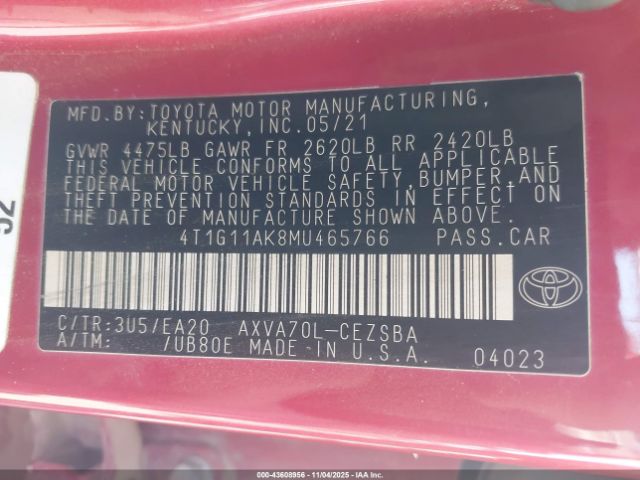 MFD.BY:TOYOTA MOTOR MANUFACTURING,
KENTUCKY,INC.05/21
GVWR 4475LB GAWR FR 2620LB RR 2420LB
THIS VEHICLE CONFORMS TO ALL APPLICABLE
FEDERAL MOTOR VEHICLE SAFETY,BUMPER,AND
THEFT PREVENTION STANDARDS IN EFFECT ON
THE DATE OF MANUFACTURE SHOWN ABOVE.
4T1G11AK8MU465766 PASS.CAR
C/TR:3U5/EA20 AXVA70L-CEZSBA
A/TM: /UB80E MADE IN U.S.A. 04023
52
000-43608956 - 11/04/2025 - IAAI.COM